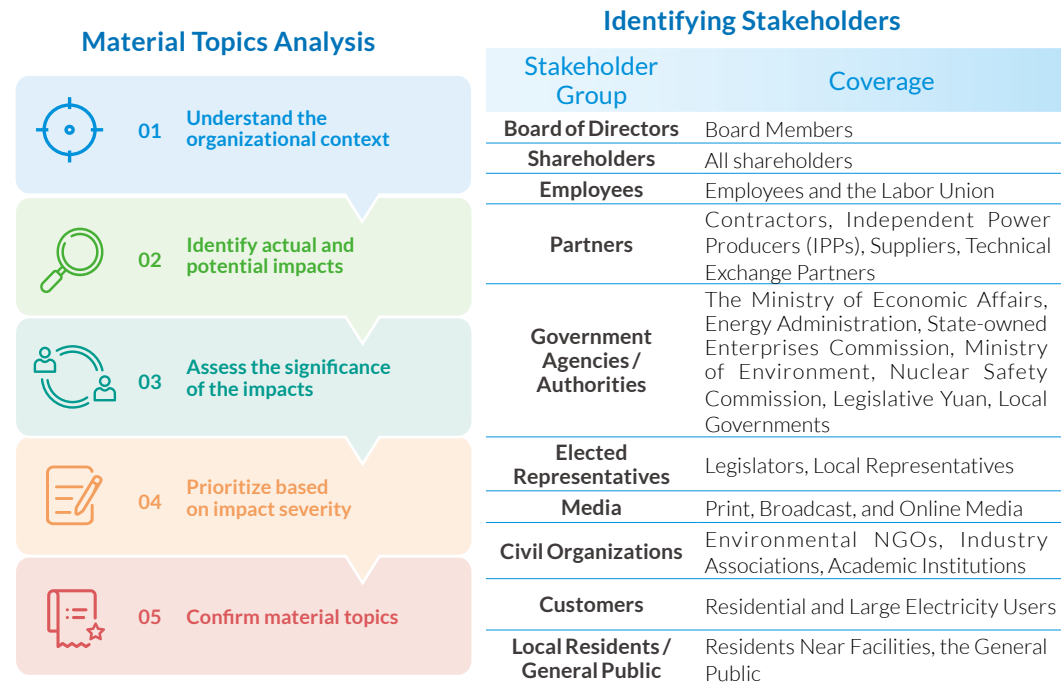 Material Topics Analysis
01
Understand the
organizational context
02
Identify actual and
potential impacts
03
Assess the significance
of the impacts
04
Prioritize based
on impact severity
05
Confirm material topics
Identifying Stakeholders
Stakeholder
Group
Coverage
Board of Directors
Board Members
Shareholders
All shareholders
Employees
Employees and the Labor Union
Partners
Contractors, Independent Power
Producers (IPPs), Suppliers, Technical
Exchange Partners
Government
Agencies /
Authorities
The Ministry of Economic Affairs,
Energy Administration, State-owned
Enterprises Commission, Ministry
of Environment, Nuclear Safety
Commission, Legislative Yuan, Local
Governments
Elected
Representatives
Legislators, Local Representatives
Media
Print, Broadcast, and Online Media
Civil Organizations
Environmental NGOs, Industry
Associations, Academic Institutions
Customers
Residential and Large Electricity Users
Local Residents /
General Public
Residents Near Facilities, the General
Public